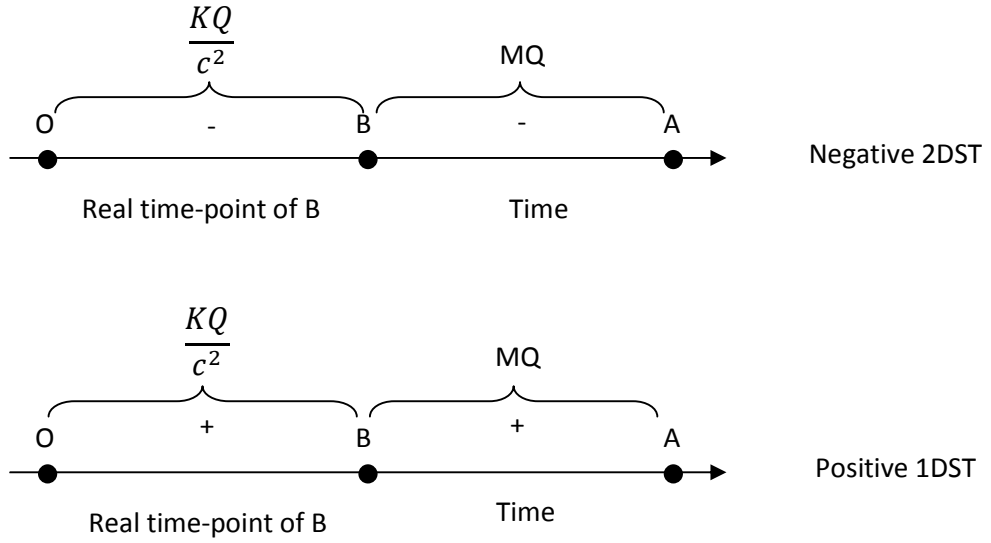 KQ
c²
MQ
O - B - A
Negative 2DST
Real time-point of B Time
KQ
c²
MQ
+ +
O B A
Positive 1DST
Real time-point of B Time